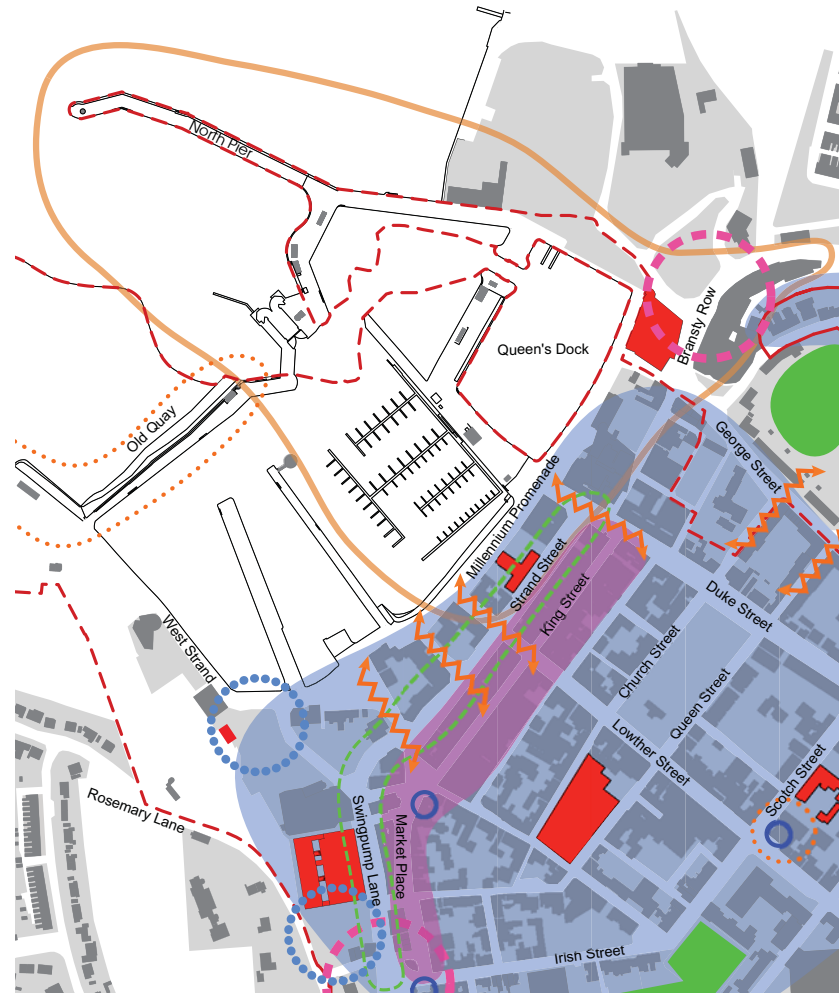 North Pier
Queen's Dock
Bransty Row
Old Quay
George Street
Millennium Promenade
Strand Street
King Street
Duke Street
West Strand
Church Street
Queen Street
Lowther Street
Scotch Street
Rosemary Lane
Swingpump Lane
Market Place
Irish Street